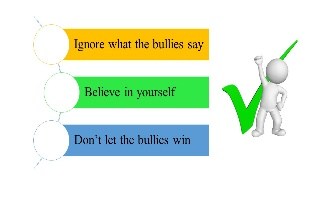 Ignore what the bullies say
Believe in yourself
Don't let the bullies win